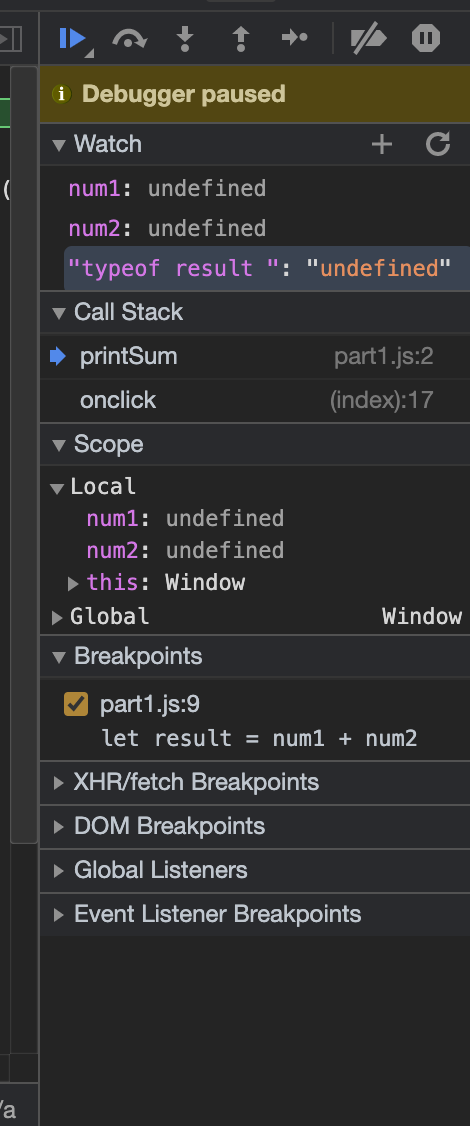 Debugger paused
Watch
num1: undefined
num2: undefined
"typeof result ": "undefined"
(
Call Stack
printSum part1.js:2
onclick (index):17
Scope
Local
num1: undefined
num2: undefined
this: Window
Global Window
Breakpoints
part1.js:9
let result = num1 + num2
XHR/fetch Breakpoints
DOM Breakpoints
Global Listeners
Event Listener Breakpoints
/a